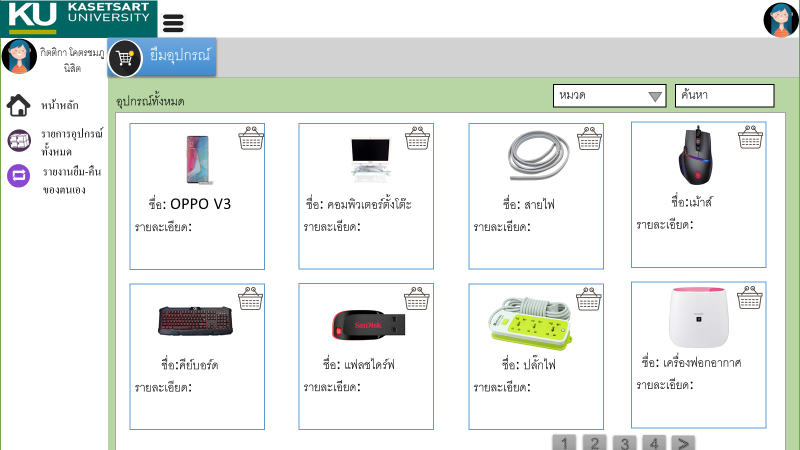 KU KASETSART
UNIVERSITY
กิตติกา โคตรชมภู
นิสิต
ยืมอุปกรณ์
หน้าหลัก
รายการอุปกรณ์
ทั้งหมด
รายงานยืม-คืน
ของตนเอง
อุปกรณ์ทั้งหมด
หมวด
ค้นหา
ชื่อ: OPPO V3
รายละเอียด:
ชื่อ: คอมพิวเตอร์ตั้งโต๊ะ
รายละเอียด:
ชื่อ: สายไฟ
รายละเอียด:
ชื่อ:เม้าส์
รายละเอียด:
ชื่อ:คีย์บอร์ด
รายละเอียด:
SanDisk
ชื่อ: แฟลชไดร์ฟ
รายละเอียด:
ชื่อ: ปลั๊กไฟ
รายละเอียด:
ชื่อ: เครื่องฟอกอากาศ
รายละเอียด:
1 2 3 4 >